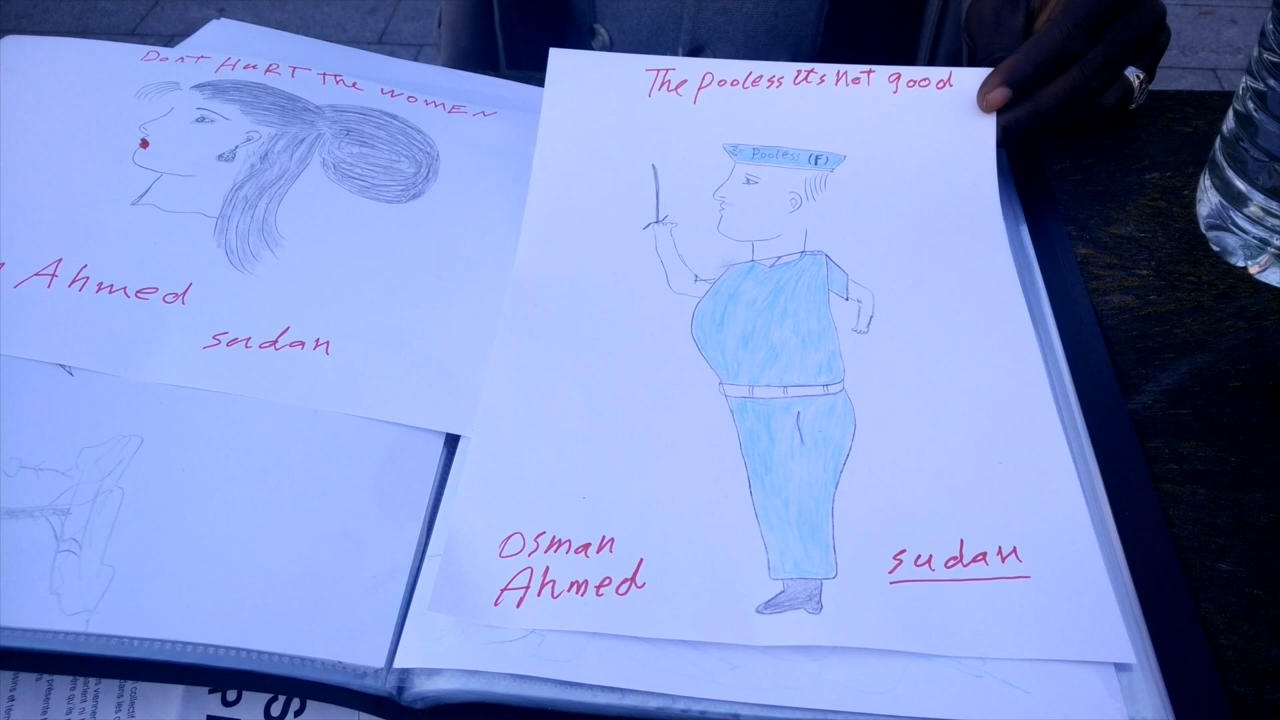 Dont HuRT the women
Ahmed
sudan
The pooless its not good
Pooless (F)
Osman
Ahmed
sudan